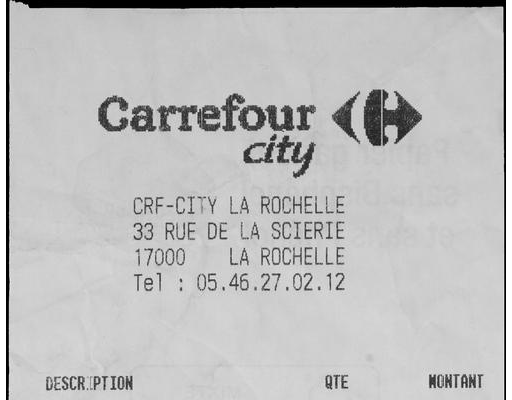 Carrefour
city
CRF-CITY LA ROCHELLE
33 RUE DE LA SCIERIE
17000 LA ROCHELLE
Tel : 05.46.27.02.12
DESCRIPTION QTE MONTANT